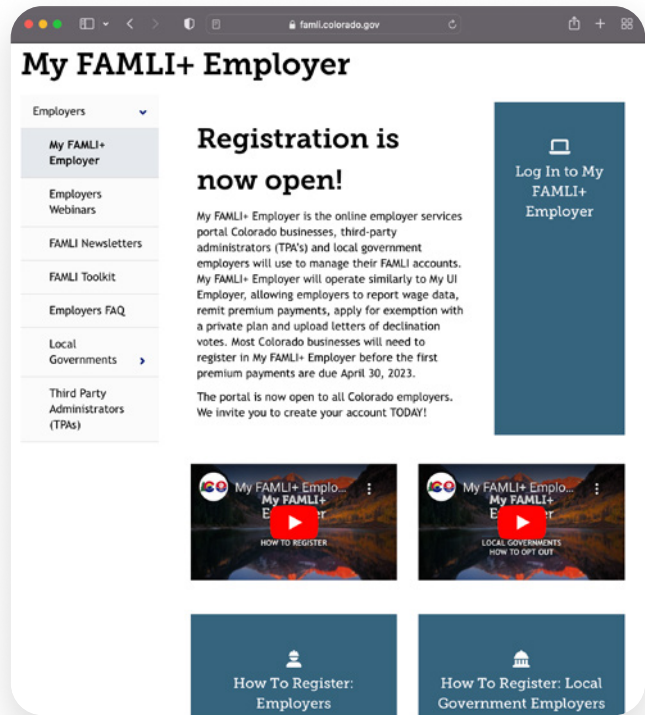 famli.colorado.gov
My FAMLI+ Employer
Employers
My FAMLI+
Employer
Employers
Webinars
FAMLI Newsletters
FAMLI Toolkit
Employers FAQ
Local
Governments
Third Party
Administrators
(TPAs)
Registration is
now open!
My FAMLI+ Employer is the online employer services
portal Colorado businesses, third-party
administrators (TPA's) and local government
employers will use to manage their FAMLI accounts.
My FAMLI+ Employer will operate similarly to My UI
Employer, allowing employers to report wage data,
remit premium payments, apply for exemption with
a private plan and upload letters of declination
votes. Most Colorado businesses will need to
register in My FAMLI+ Employer before the first
premium payments are due April 30, 2023.
The portal is now open to all Colorado employers.
We invite you to create your account TODAY!
Log In to My
FAMLI+
Employer
CO My FAMLI+ Emplo...
My FAMLI+
Employer
HOW TO REGISTER
CO My FAMLI+ Emplo...
My FAMLI+
Employer
LOCAL GOVERNMENTS
HOW TO OPT OUT
How To Register:
Employers
How To Register: Local
Government Employers